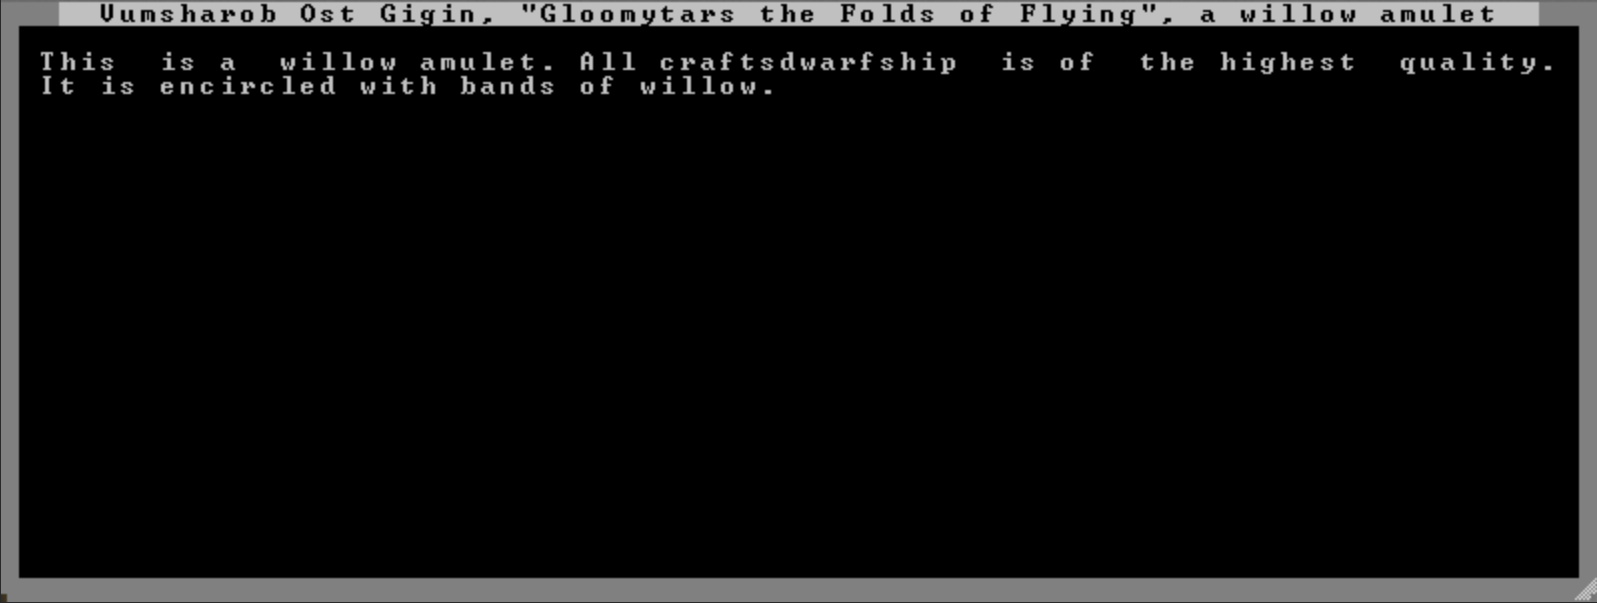 Vumsharob Ost Gigin, "Gloomytars the Folds of Flying", a willow amulet
This is a willow amulet. All craftsdwarfship is of the highest quality.
It is encircled with bands of willow.